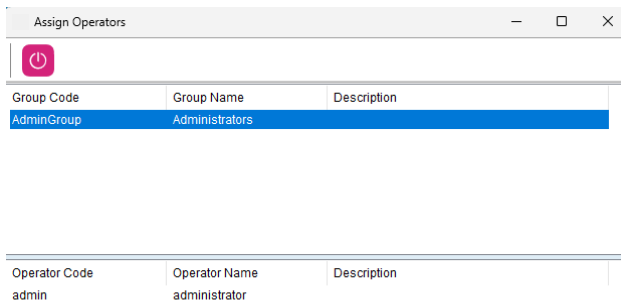 Assign Operators
Group Code Group Name Description
AdminGroup Administrators
Operator Code Operator Name Description
admin administrator